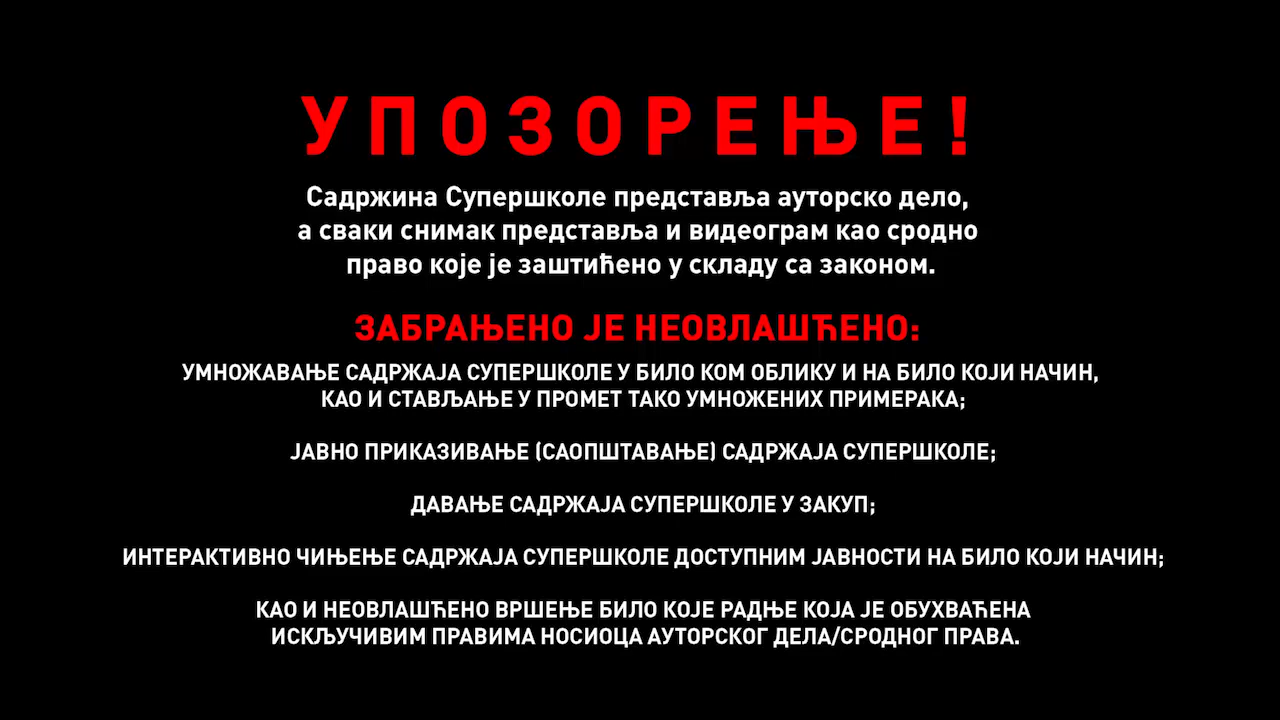 УПОЗОРЕЊЕ!
Садржина Супершколе представља ауторско дело,
а сваки снимак представља и видеограм као сродно
право које је заштићено у складу са законом.
ЗАБРАЊЕНО ЈЕ НЕОВЛАШЋЕНО:
УМНОЖАВАЊЕ САДРЖАЈА СУПЕРШКОЛЕ У БИЛО КОМ ОБЛИКУ И НА БИЛО КОЈИ НАЧИН,
КАО И СТАВЉАЊЕ У ПРОМЕТ ТАКО УМНОЖЕНИХ ПРИМЕРАКА;
ЈАВНО ПРИКАЗИВАЊЕ (САОПШТАВАЊЕ) САДРЖАЈА СУПЕРШКОЛЕ;
ДАВАЊЕ САДРЖАЈА СУПЕРШКОЛЕ У ЗАКУП;
ИНТЕРАКТИВНО ЧИЊЕЊЕ САДРЖАЈА СУПЕРШКОЛЕ ДОСТУПНИМ ЈАВНОСТИ НА БИЛО КОЈИ НАЧИН;
КАО И НЕОВЛАШЋЕНО ВРШЕЊЕ БИЛО КОЈЕ РАДЊЕ КОЈА ЈЕ ОБУХВАЋЕНА
ИСКЉУЧИВИМ ПРАВИМА НОСИОЦА АУТОРСКОГ ДЕЛА/СРОДНОГ ПРАВА.